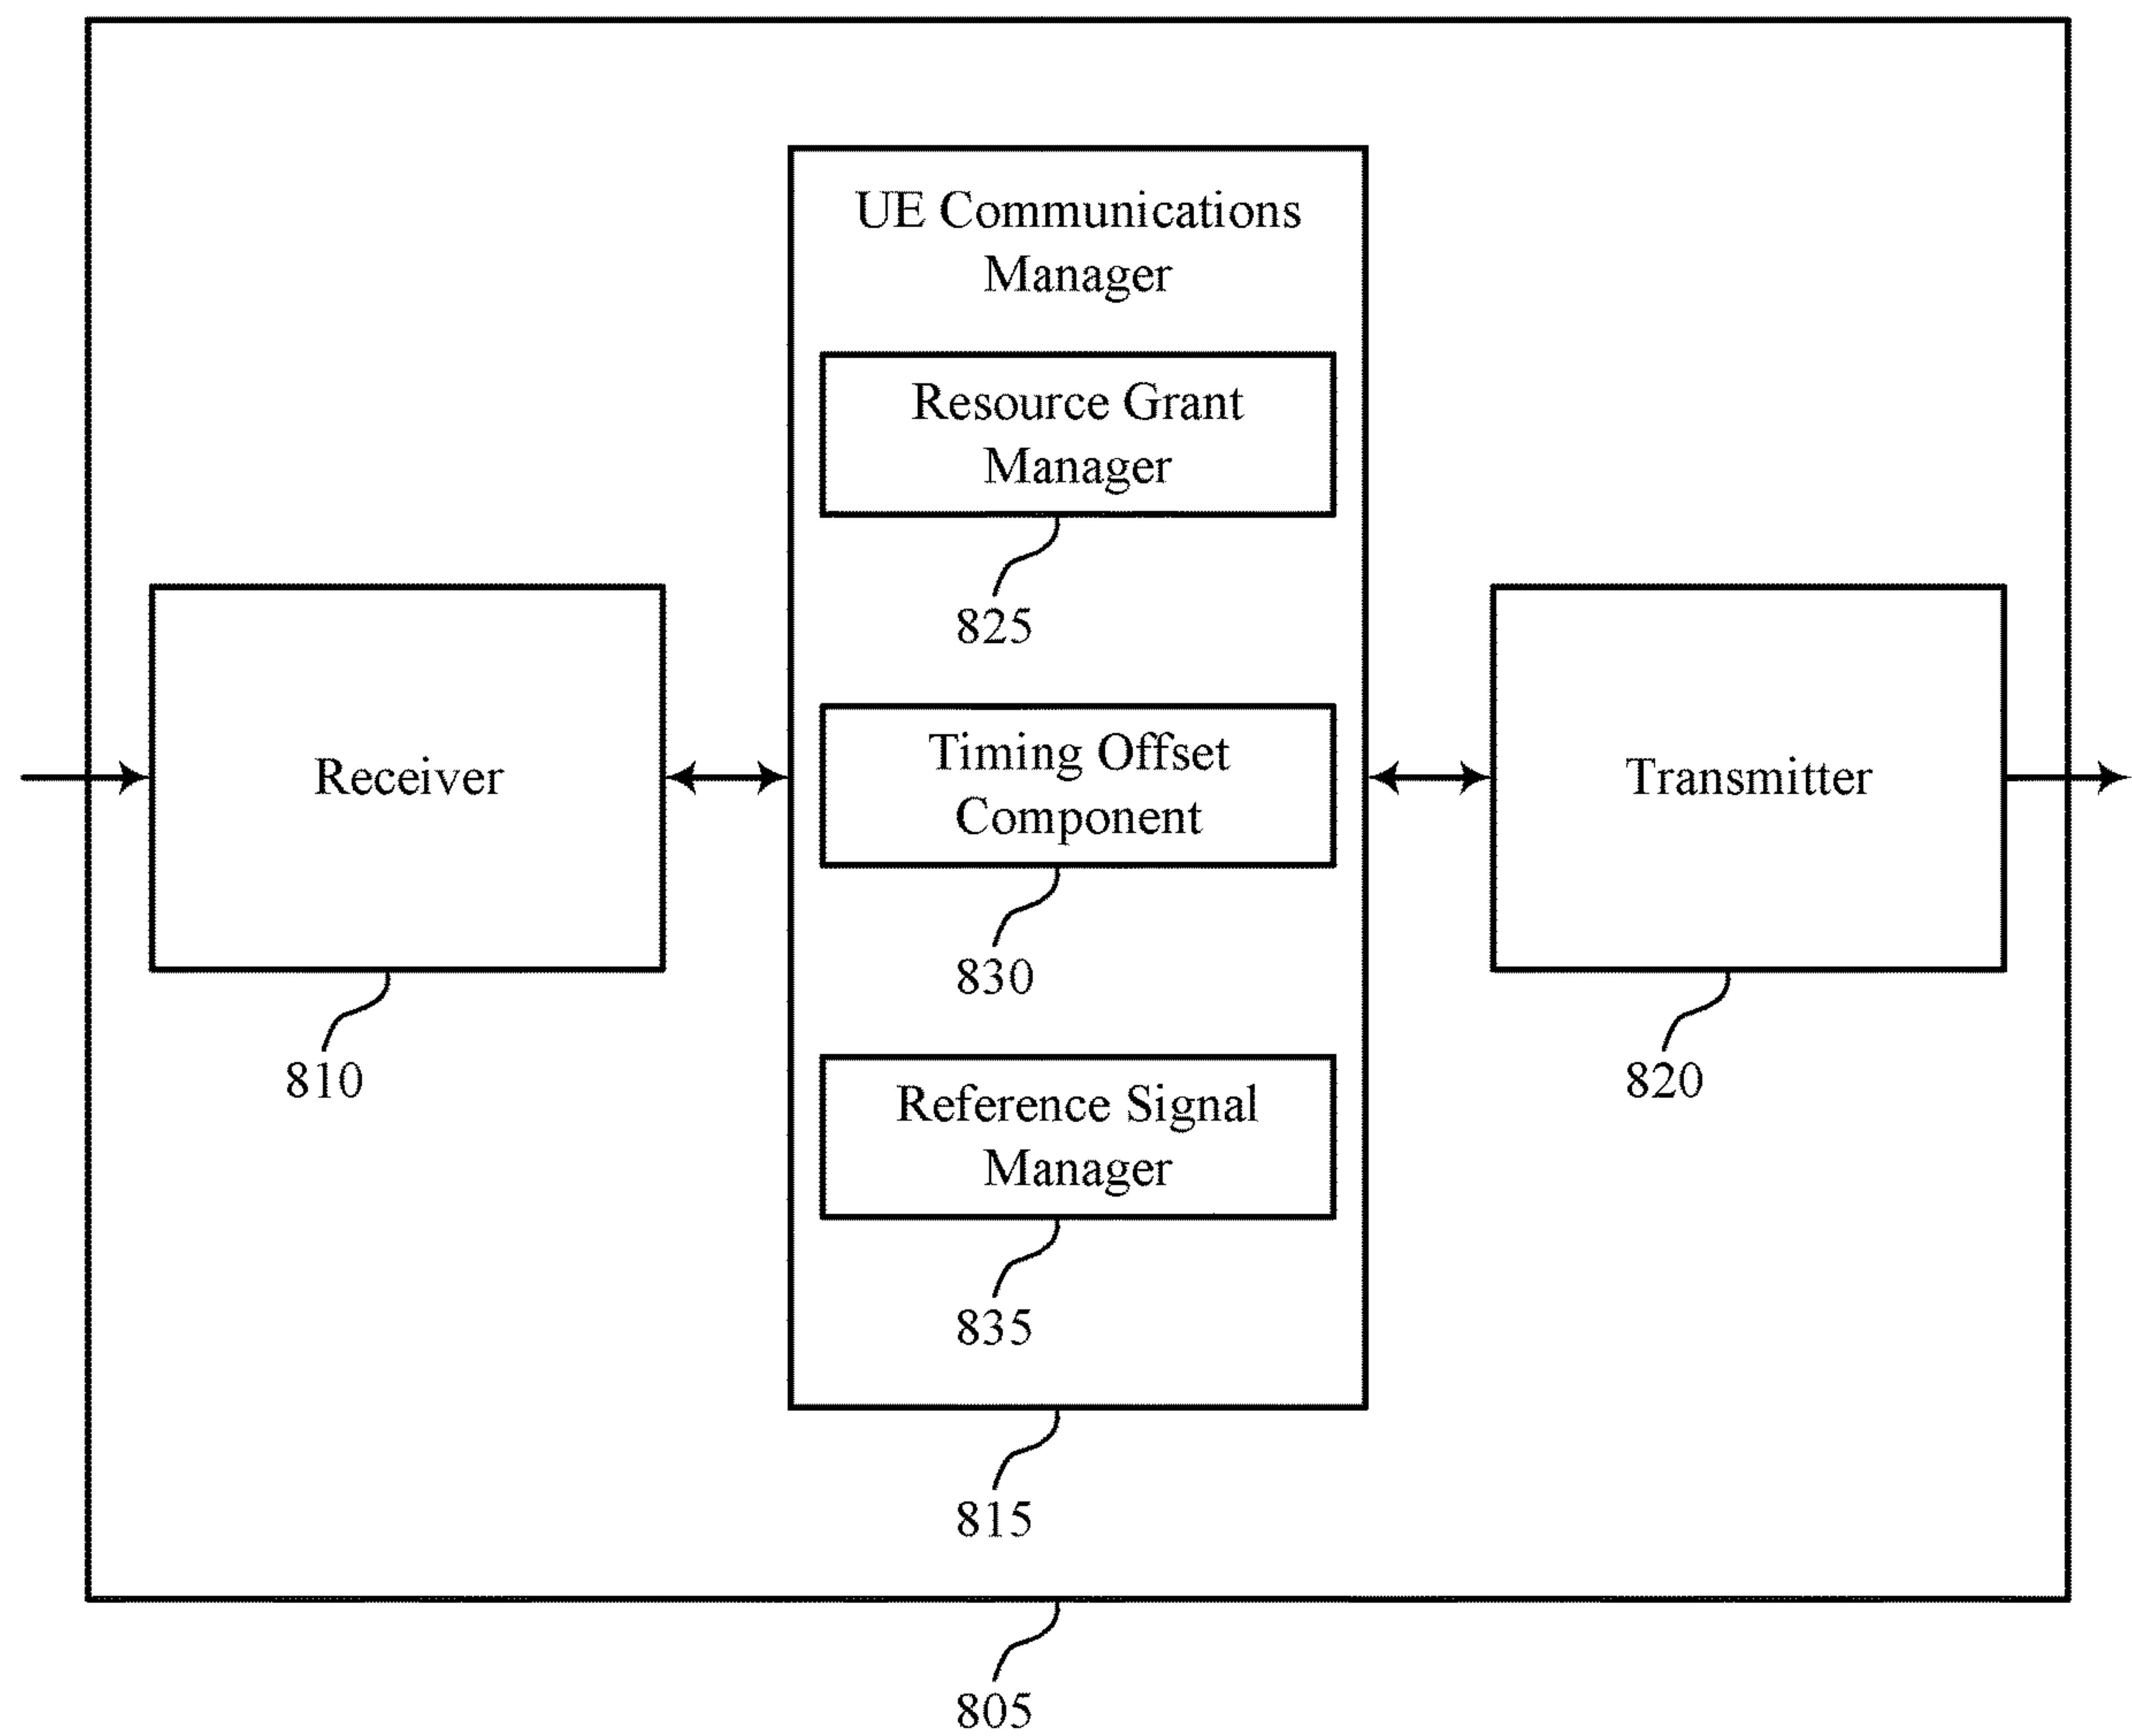 UE Communications
Manager
Resource Grant
Manager
825
Receiver
810
Timing Offset
Component
830
Transmitter
820
Reference Signal
Manager
835
815
805